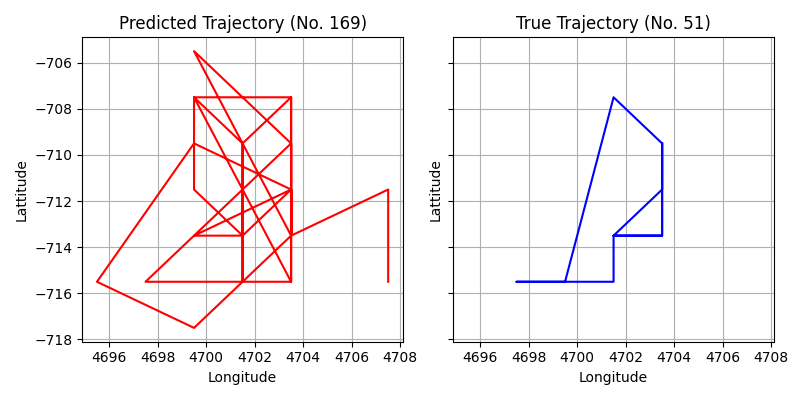 Predicted Trajectory (No. 169)
True Trajectory (No. 51)
−706
−708
−710
−712
−714
−716
−718
Lattitude
Lattitude
4696 4698 4700 4702 4704 4706 4708
4696 4698 4700 4702 4704 4706 4708
Longitude
Longitude